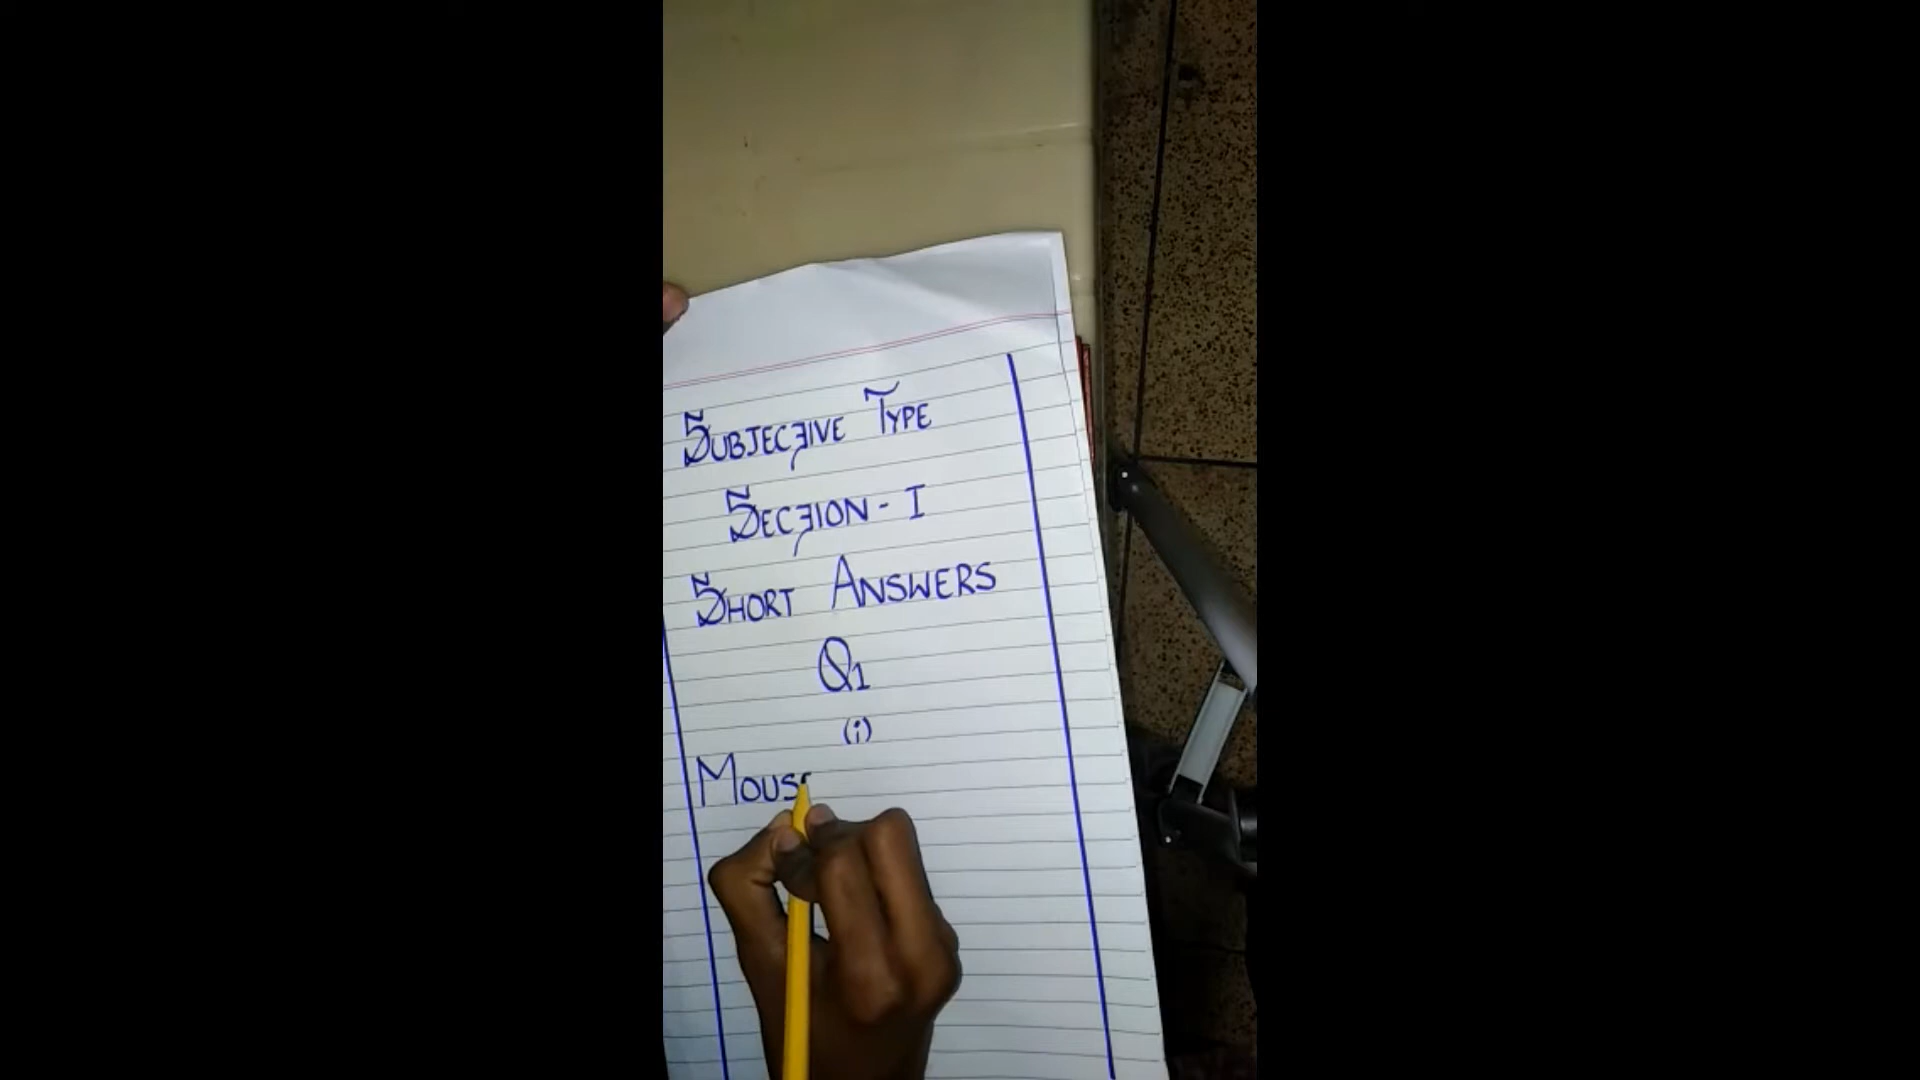 SUBJECTIVE TYPE
SECTION - I
SHORT ANSWERS
Q1
(i)